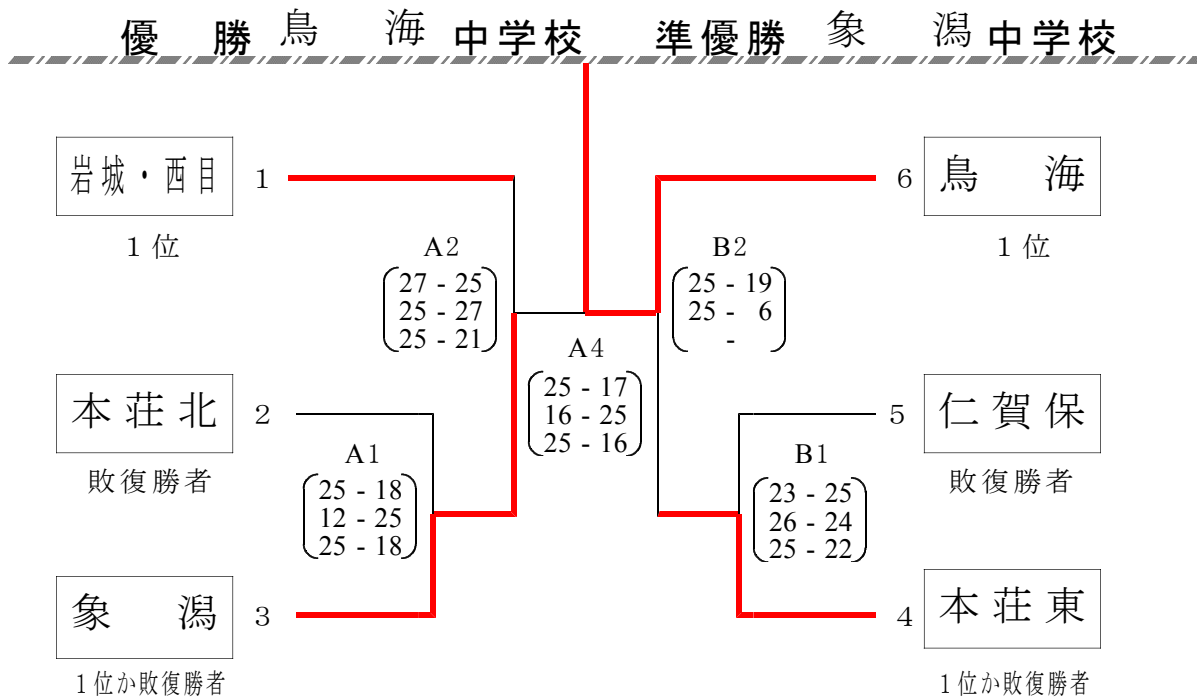 優　勝 鳥　海 中学校　準優勝 象　潟 中学校
岩城・西目 1
1位
6 鳥　海
1位
A2
27 - 25
25 - 27
25 - 21
B2
25 - 19
25 - 6
-
A4
25 - 17
16 - 25
25 - 16
本荘北 2
敗復勝者
5 仁賀保
敗復勝者
A1
25 - 18
12 - 25
25 - 18
B1
23 - 25
26 - 24
25 - 22
象　潟 3
1位か敗復勝者
4 本荘東
1位か敗復勝者